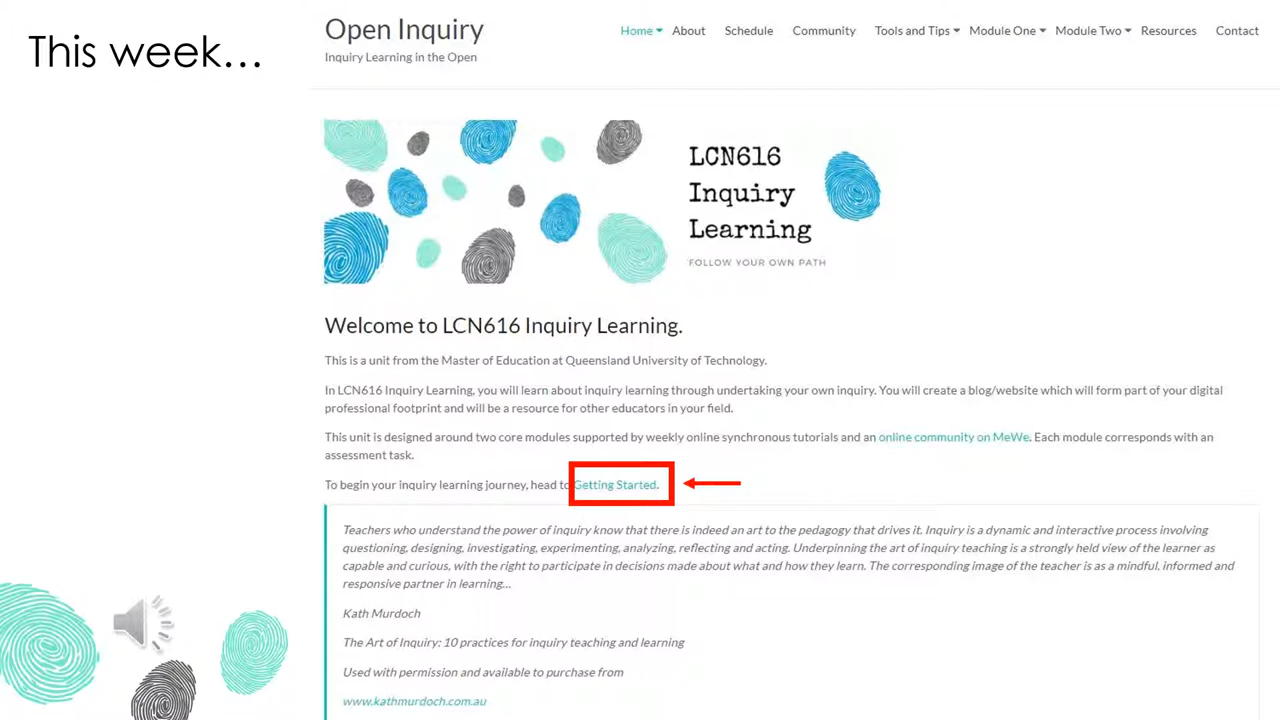 This week...
Open Inquiry
Inquiry Learning in the Open
Home About Schedule Community Tools and Tips Module One Module Two Resources Contact
LCN616
Inquiry
Learning
FOLLOW YOUR OWN PATH
Welcome to LCN616 Inquiry Learning.
This is a unit from the Master of Education at Queensland University of Technology.
In LCN616 Inquiry Learning, you will learn about inquiry learning through undertaking your own inquiry. You will create a blog/website which will form part of your digital
professional footprint and will be a resource for other educators in your field.
This unit is designed around two core modules supported by weekly online synchronous tutorials and an online community on MeWe. Each module corresponds with an
assessment task.
To begin your inquiry learning journey, head to Getting Started.
Teachers who understand the power of inquiry know that there is indeed an art to the pedagogy that drives it. Inquiry is a dynamic and interactive process involving
questioning, designing, investigating, experimenting, analyzing, reflecting and acting. Underpinning the art of inquiry teaching is a strongly held view of the learner as
capable and curious, with the right to participate in decisions made about what and how they learn. The corresponding image of the teacher is as a mindful, informed and
responsive partner in learning...
Kath Murdoch
The Art of Inquiry: 10 practices for inquiry teaching and learning
Used with permission and available to purchase from
www.kathmurdoch.com.au